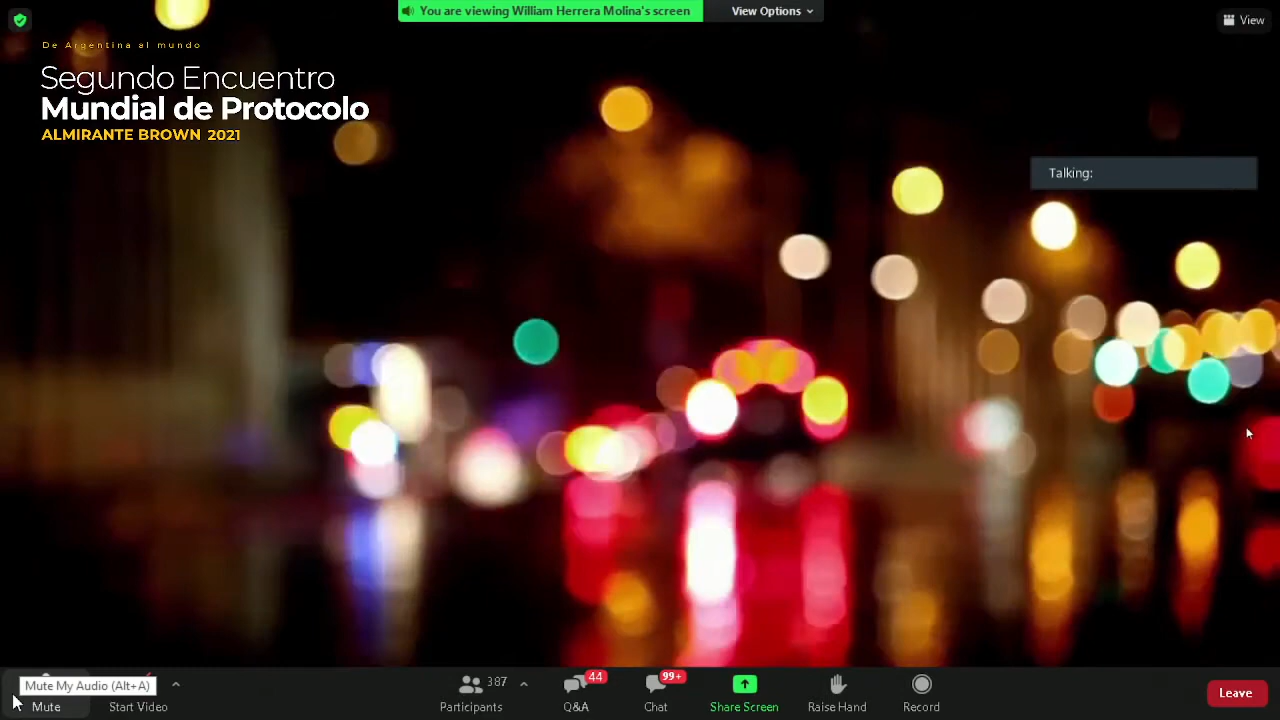 You are viewing William Herrera Molina's screen
View Options
View
De Argentina al mundo
Segundo Encuentro
Mundial de Protocolo
ALMIRANTE BROWN 2021
Talking:
Mute My Audio (Alt+A)
Mute
Start Video
387
Participants
44
Q&A
99+
Chat
Share Screen
Raise Hand
Record
Leave